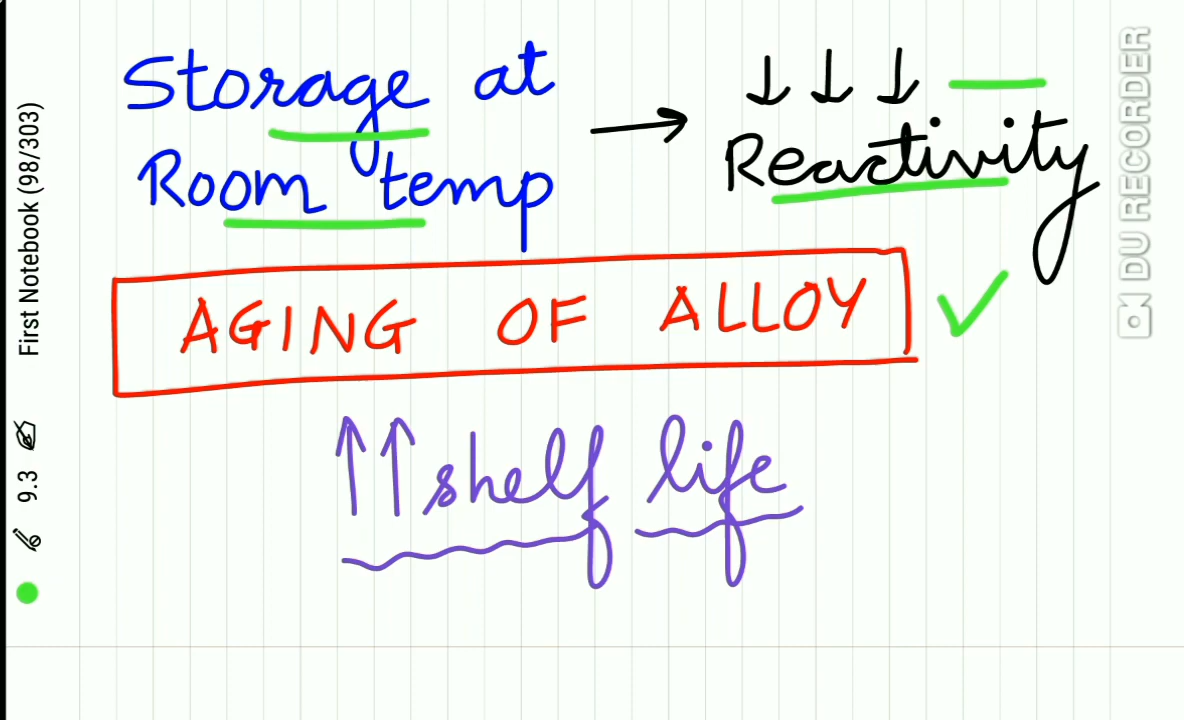 Storage at → ↓↓↓
Room temp Reactivity
AGING OF ALLOY ✓
↑↑ shelf life
First Notebook (98/303)
9.3
DU RECORDER